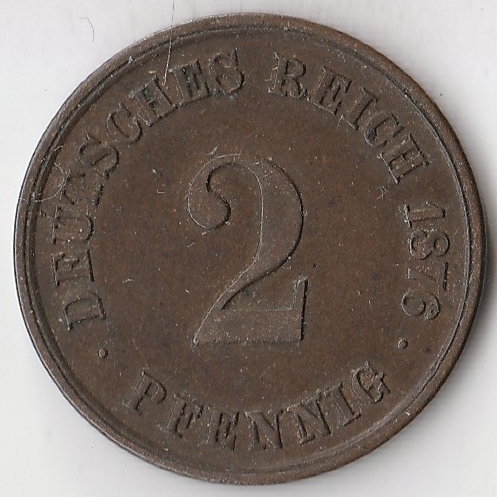 · DEUTSCHES REICH 1876 ·
2
PFENNIG